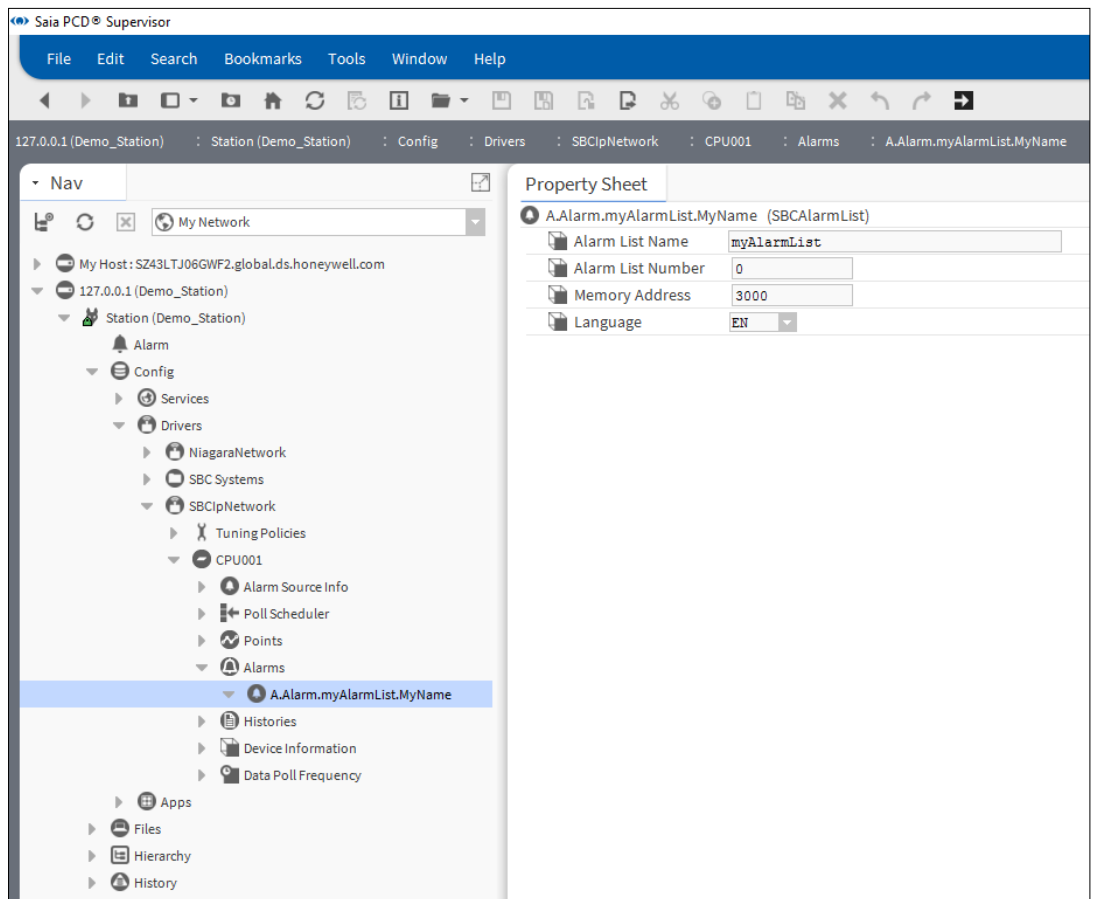 Saia PCD® Supervisor
File Edit Search Bookmarks Tools Window Help
127.0.0.1 (Demo_Station) : Station (Demo_Station) : Config : Drivers : SBCIpNetwork : CPU001 : Alarms : A.Alarm.myAlarmList.MyName
Nav
My Network
My Host : SZ43LTJ06GWF2.global.ds.honeywell.com
127.0.0.1 (Demo_Station)
Station (Demo_Station)
Alarm
Config
Services
Drivers
NiagaraNetwork
SBC Systems
SBCIpNetwork
Tuning Policies
CPU001
Alarm Source Info
Poll Scheduler
Points
Alarms
A.Alarm.myAlarmList.MyName
Histories
Device Information
Data Poll Frequency
Apps
Files
Hierarchy
History
Property Sheet
A.Alarm.myAlarmList.MyName (SBCAlarmList)
Alarm List Name myAlarmList
Alarm List Number 0
Memory Address 3000
Language EN